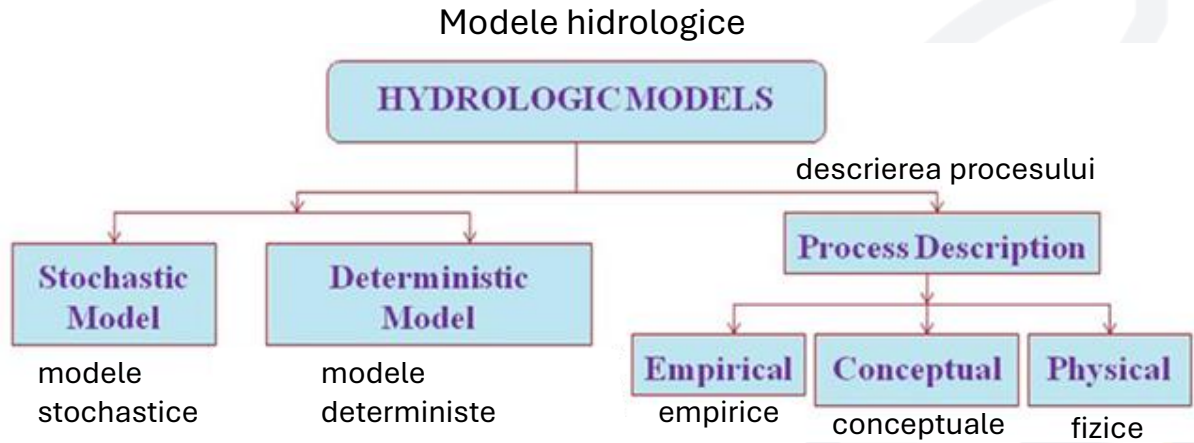 Modele hidrologice
HYDROLOGIC MODELS
descrierea procesului
Process Description
Stochastic
Model
Deterministic
Model
modele
stochastice
modele
deterministe
Empirical
Conceptual
Physical
empirice
conceptuale
fizice